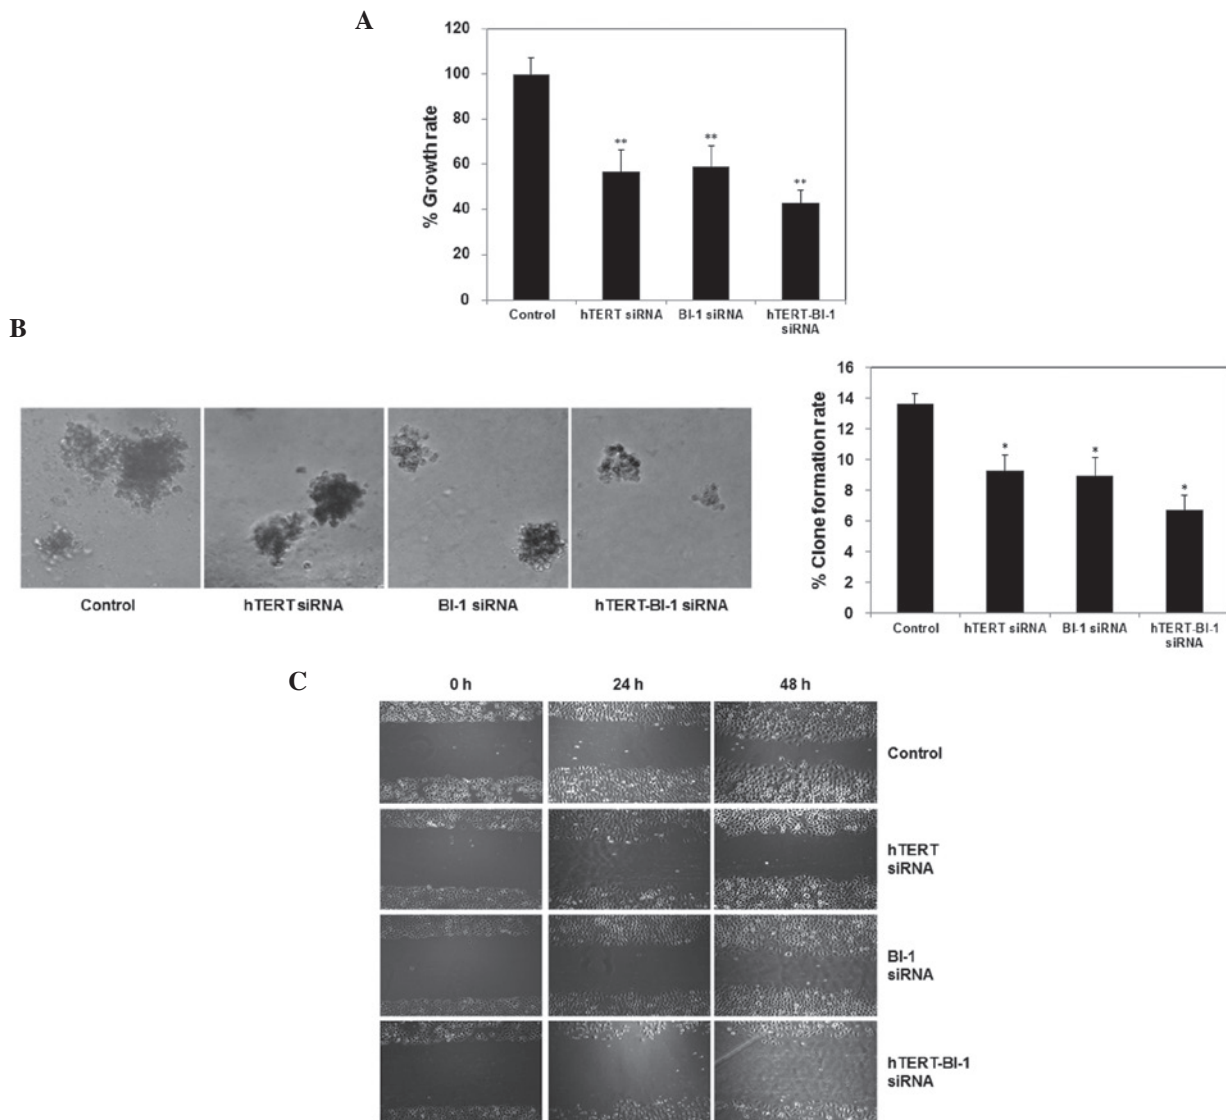 A
120
100
80
60
40
20
0
% Growth rate
**
**
**
Control
hTERT siRNA
BI-1 siRNA
hTERT-BI-1
siRNA
B
Control
hTERT siRNA
BI-1 siRNA
hTERT-BI-1 siRNA
16
14
12
10
8
6
4
2
0
% Clone formation rate
*
*
*
Control
hTERT siRNA
BI-1 siRNA
hTERT-BI-1
siRNA
C
0 h
24 h
48 h
Control
hTERT
siRNA
BI-1
siRNA
hTERT-BI-1
siRNA